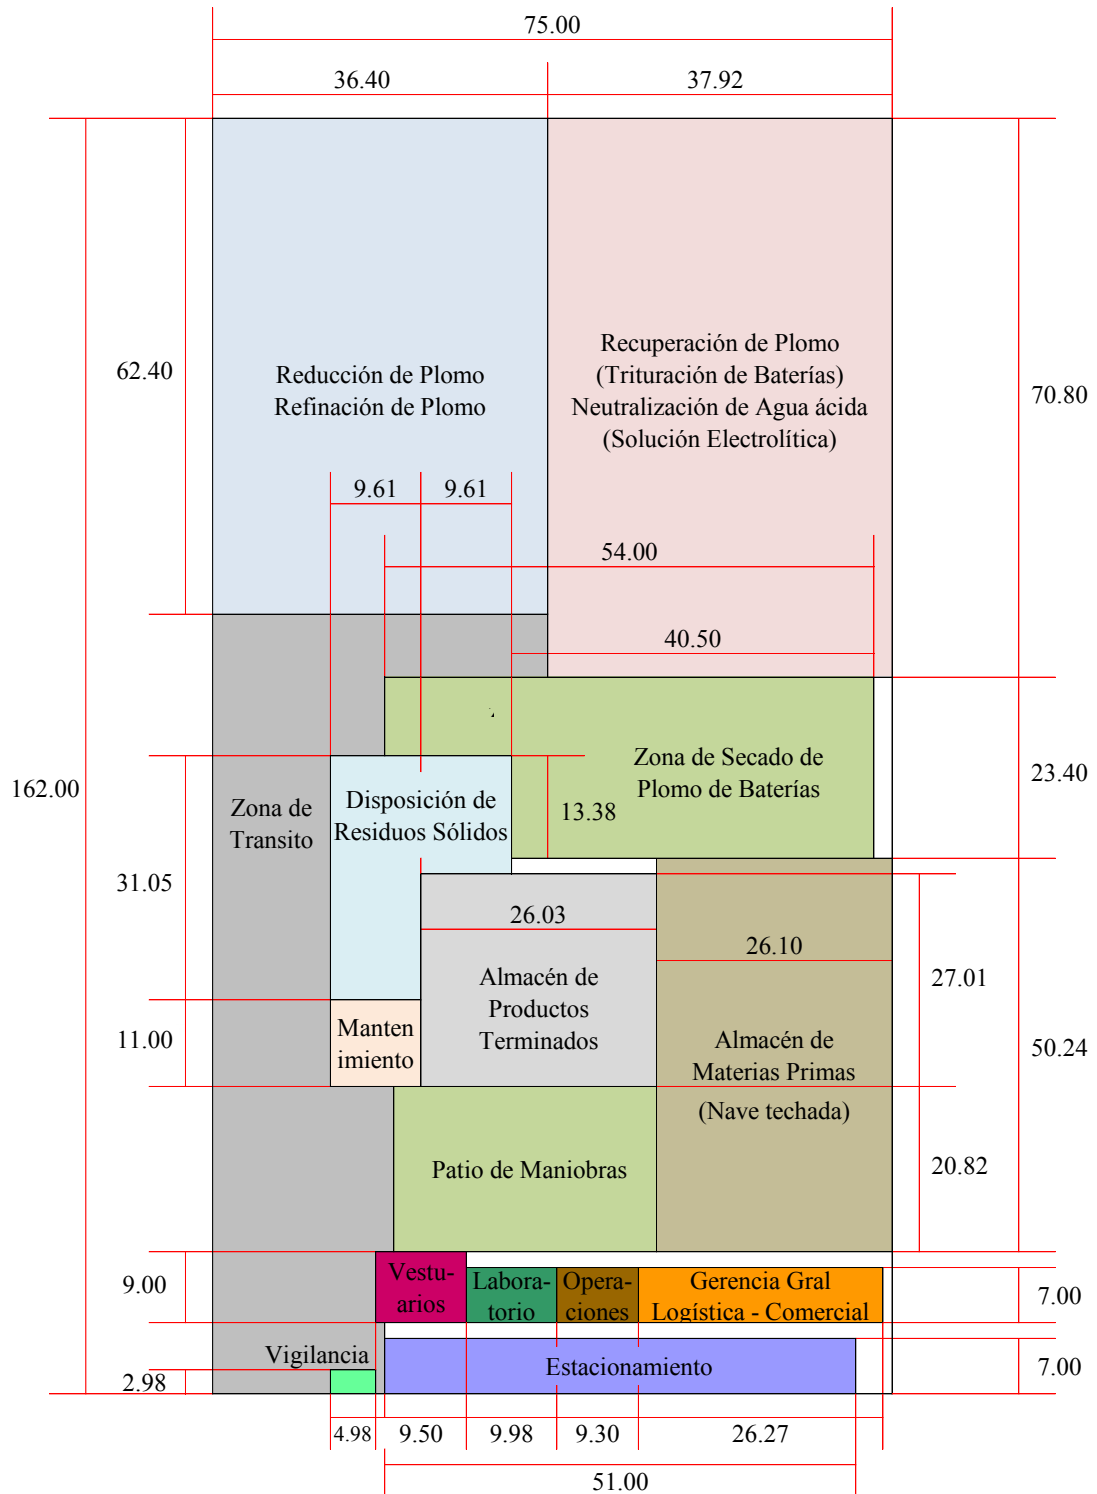 75.00
36.40
37.92
62.40
Reducción de Plomo
Refinación de Plomo
Recuperación de Plomo
(Trituración de Baterías)
Neutralización de Agua ácida
(Solución Electrolítica)
70.80
9.61
9.61
54.00
40.50
162.00
Zona de
Transito
Disposición de
Residuos Sólidos
13.38
Zona de Secado de
Plomo de Baterías
23.40
31.05
26.03
26.10
27.01
Almacén de
Productos
Terminados
11.00
Manten
imiento
Almacén de
Materias Primas
(Nave techada)
50.24
Patio de Maniobras
20.82
9.00
Vestu-
arios
Labora-
torio
Opera-
ciones
Gerencia Gral
Logística - Comercial
7.00
Vigilancia
2.98
Estacionamiento
7.00
4.98
9.50
9.98
9.30
26.27
51.00